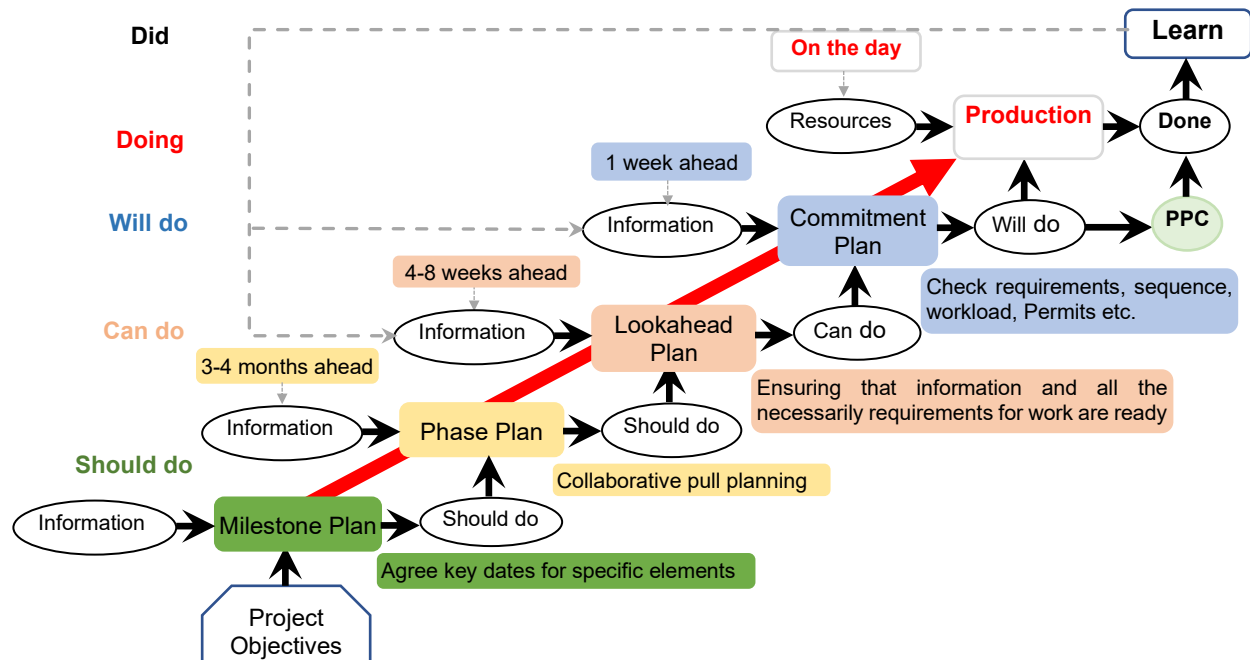 Did
Learn
On the day
Doing
Resources
Production
Done
1 week ahead
Will do
Information
Commitment
Plan
Will do
PPC
4-8 weeks ahead
Check requirements, sequence,
workload, Permits etc.
Can do
Information
Lookahead
Plan
Can do
3-4 months ahead
Ensuring that information and all the
necessarily requirements for work are ready
Information
Phase Plan
Should do
Should do
Collaborative pull planning
Information
Milestone Plan
Should do
Agree key dates for specific elements
Project
Objectives